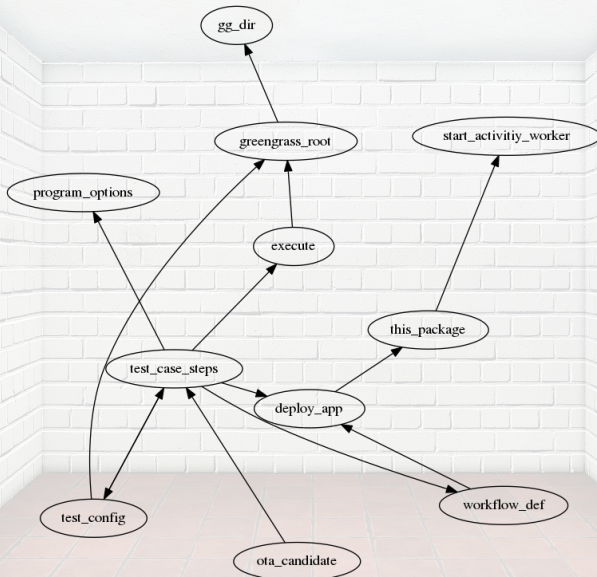 gg_dir
greengrass_root
start_activitiy_worker
program_options
execute
this_package
test_case_steps
deploy_app
workflow_def
test_config
ota_candidate